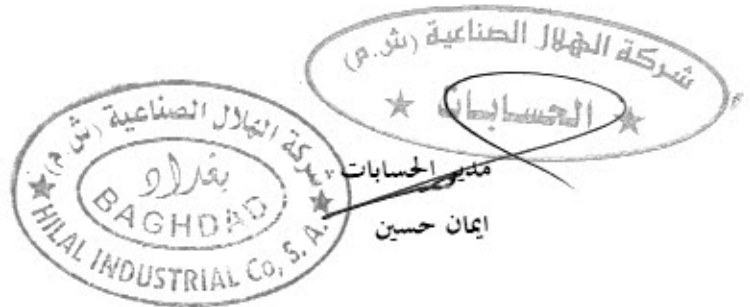 شركة الهلال الصناعية (ش.م)
★ الحسابات ★
شركة الهلال الصناعية (ش.م)
بغداد
BAGHDAD
★ HILAL INDUSTRIAL Co, S. A. ★
مدير الحسابات
ايمان حسين